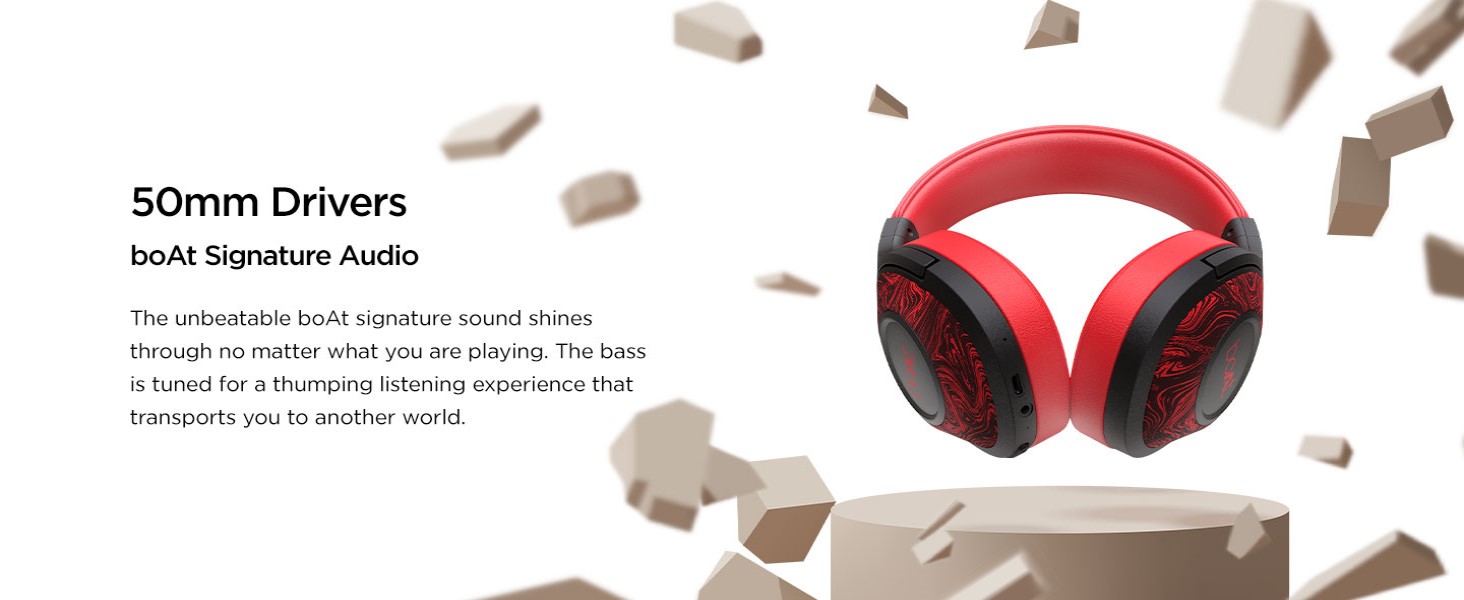 50mm Drivers
boAt Signature Audio
The unbeatable boAt signature sound shines
through no matter what you are playing. The bass
is tuned for a thumping listening experience that
transports you to another world.